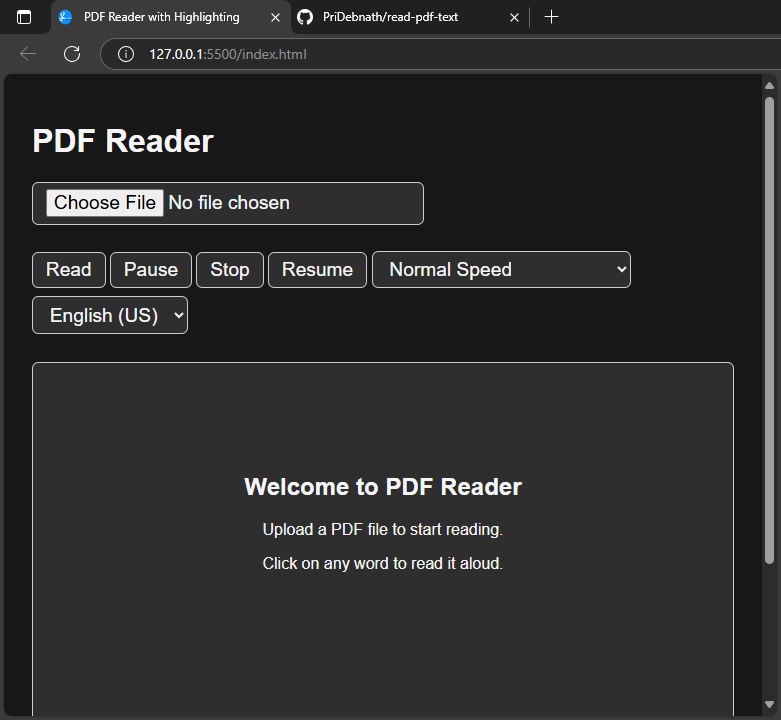 PDF Reader with Highlighting
PriDebnath/read-pdf-text
127.0.0.1:5500/index.html
PDF Reader
Choose File No file chosen
Read Pause Stop Resume Normal Speed
English (US)
Welcome to PDF Reader
Upload a PDF file to start reading.
Click on any word to read it aloud.